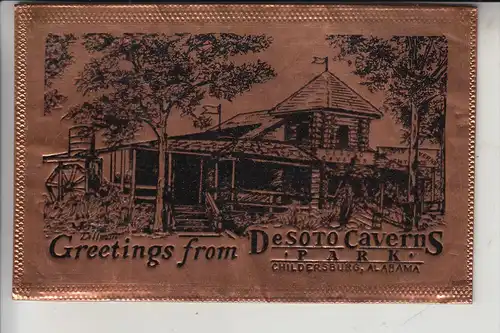 Greetings from DeSoto Caverns
PARK
CHILDERSBURG, ALABAMA